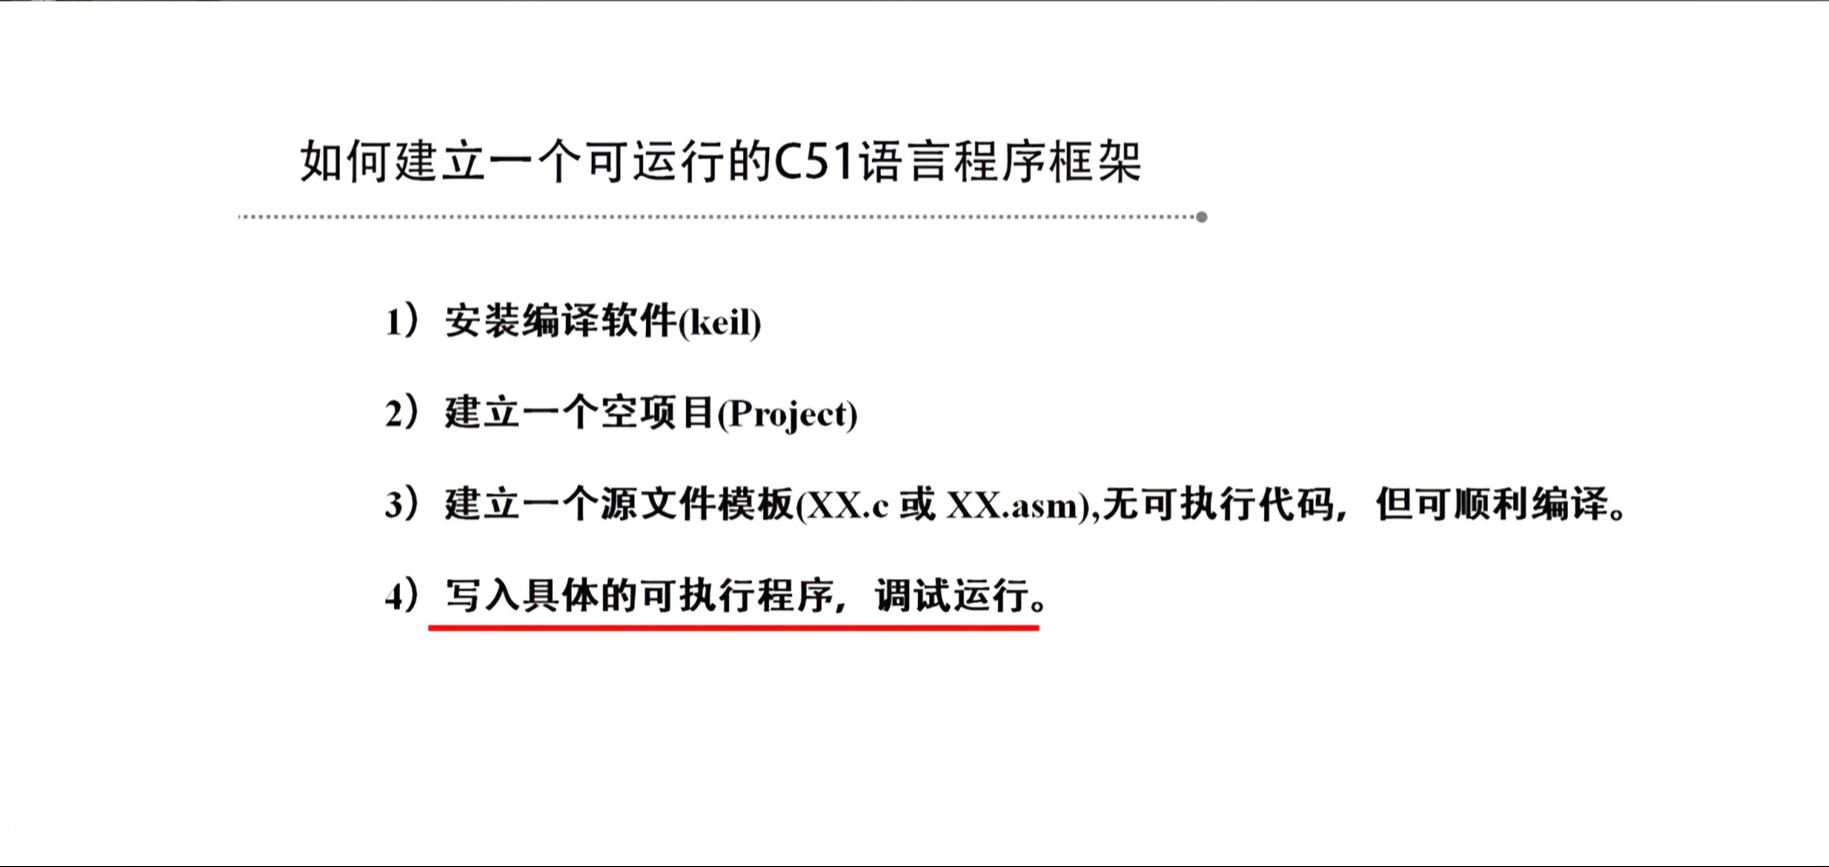 如何建立一个可运行的C51语言程序框架
1）安装编译软件(keil)
2）建立一个空项目(Project)
3）建立一个源文件模板(XX.c 或 XX.asm),无可执行代码，但可顺利编译。
4）写入具体的可执行程序，调试运行。